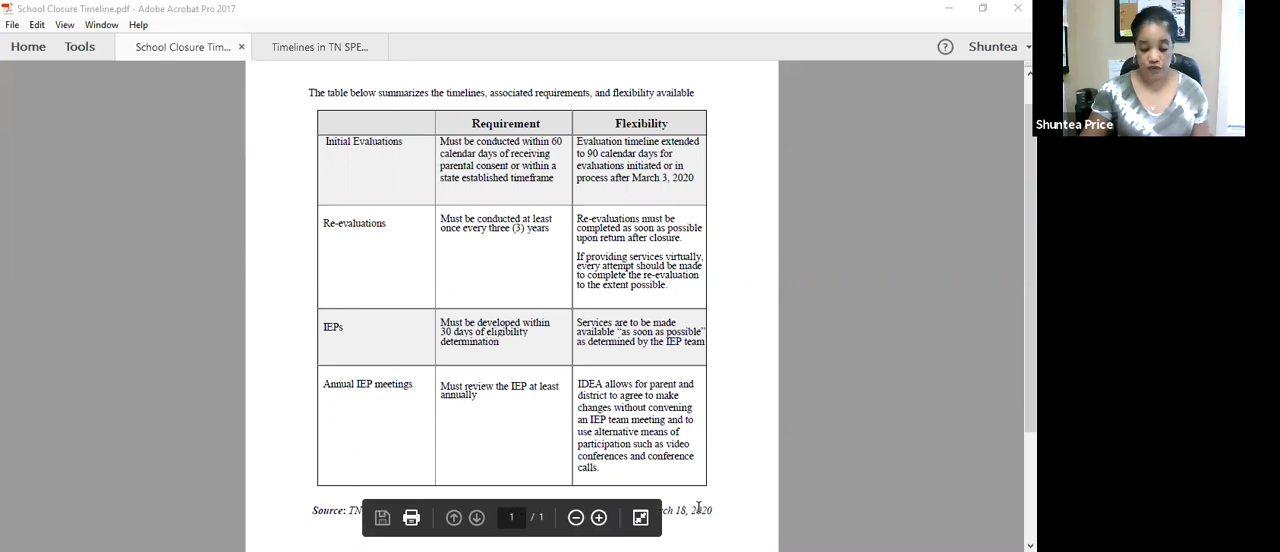 School Closure Timeline.pdf - Adobe Acrobat Pro 2017
File Edit View Window Help
Home Tools School Closure Tim... × Timelines in TN SPE... ? Shuntea
The table below summarizes the timelines, associated requirements, and flexibility available
Requirement Flexibility
Initial Evaluations
Must be conducted within 60
calendar days of receiving
parental consent or within a
state established timeframe
Evaluation timeline extended
to 90 calendar days for
evaluations initiated or in
process after March 3, 2020
Re-evaluations
Must be conducted at least
once every three (3) years
Re-evaluations must be
completed as soon as possible
upon return after closure.
If providing services virtually,
every attempt should be made
to complete the re-evaluation
to the extent possible.
IEPs
Must be developed within
30 days of eligibility
determination
Services are to be made
available "as soon as possible"
as determined by the IEP team
Annual IEP meetings
Must review the IEP at least
annually
IDEA allows for parent and
district to agree to make
changes without convening
an IEP team meeting and to
use alternative means of
participation such as video
conferences and conference
calls.
Source: TN 18, 2020
1 / 1
Shuntea Price